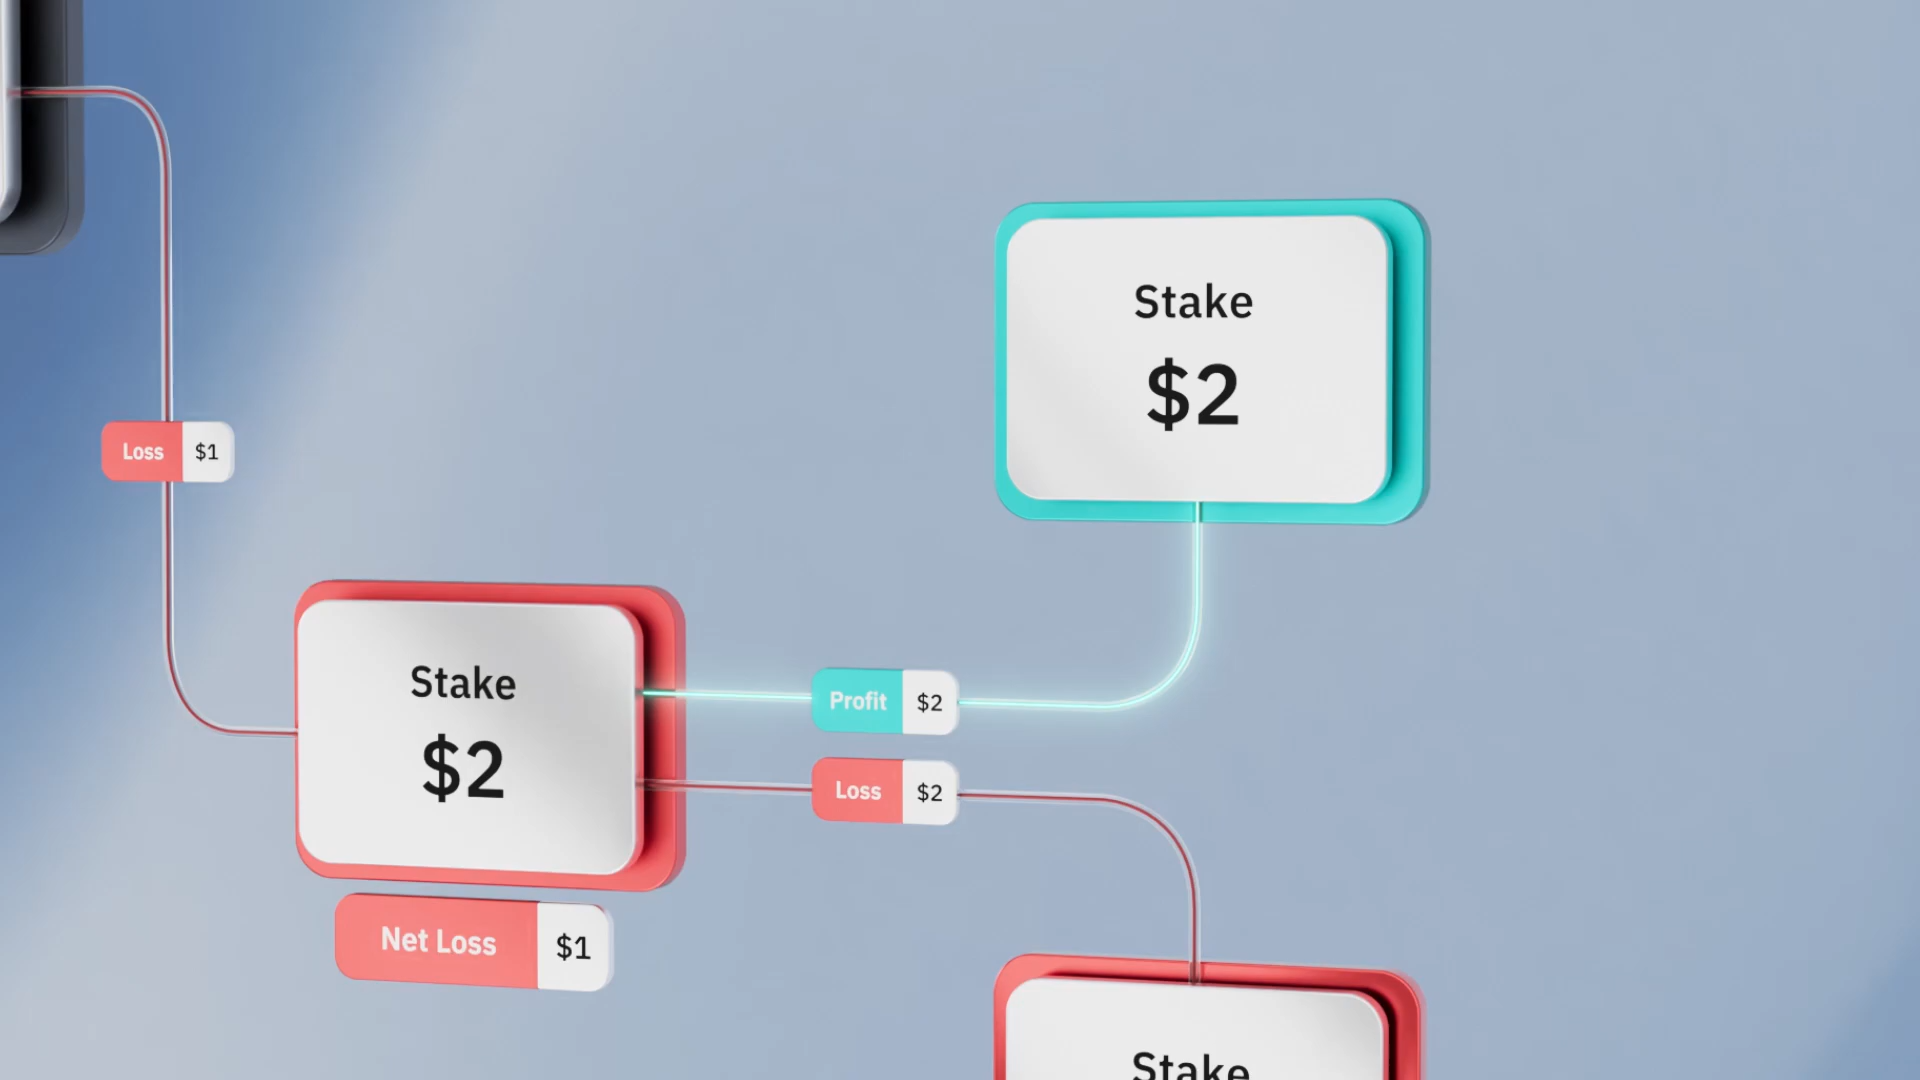 Stake
$2
Loss $1
Stake
$2
Profit $2
Loss $2
Net Loss $1
Stake